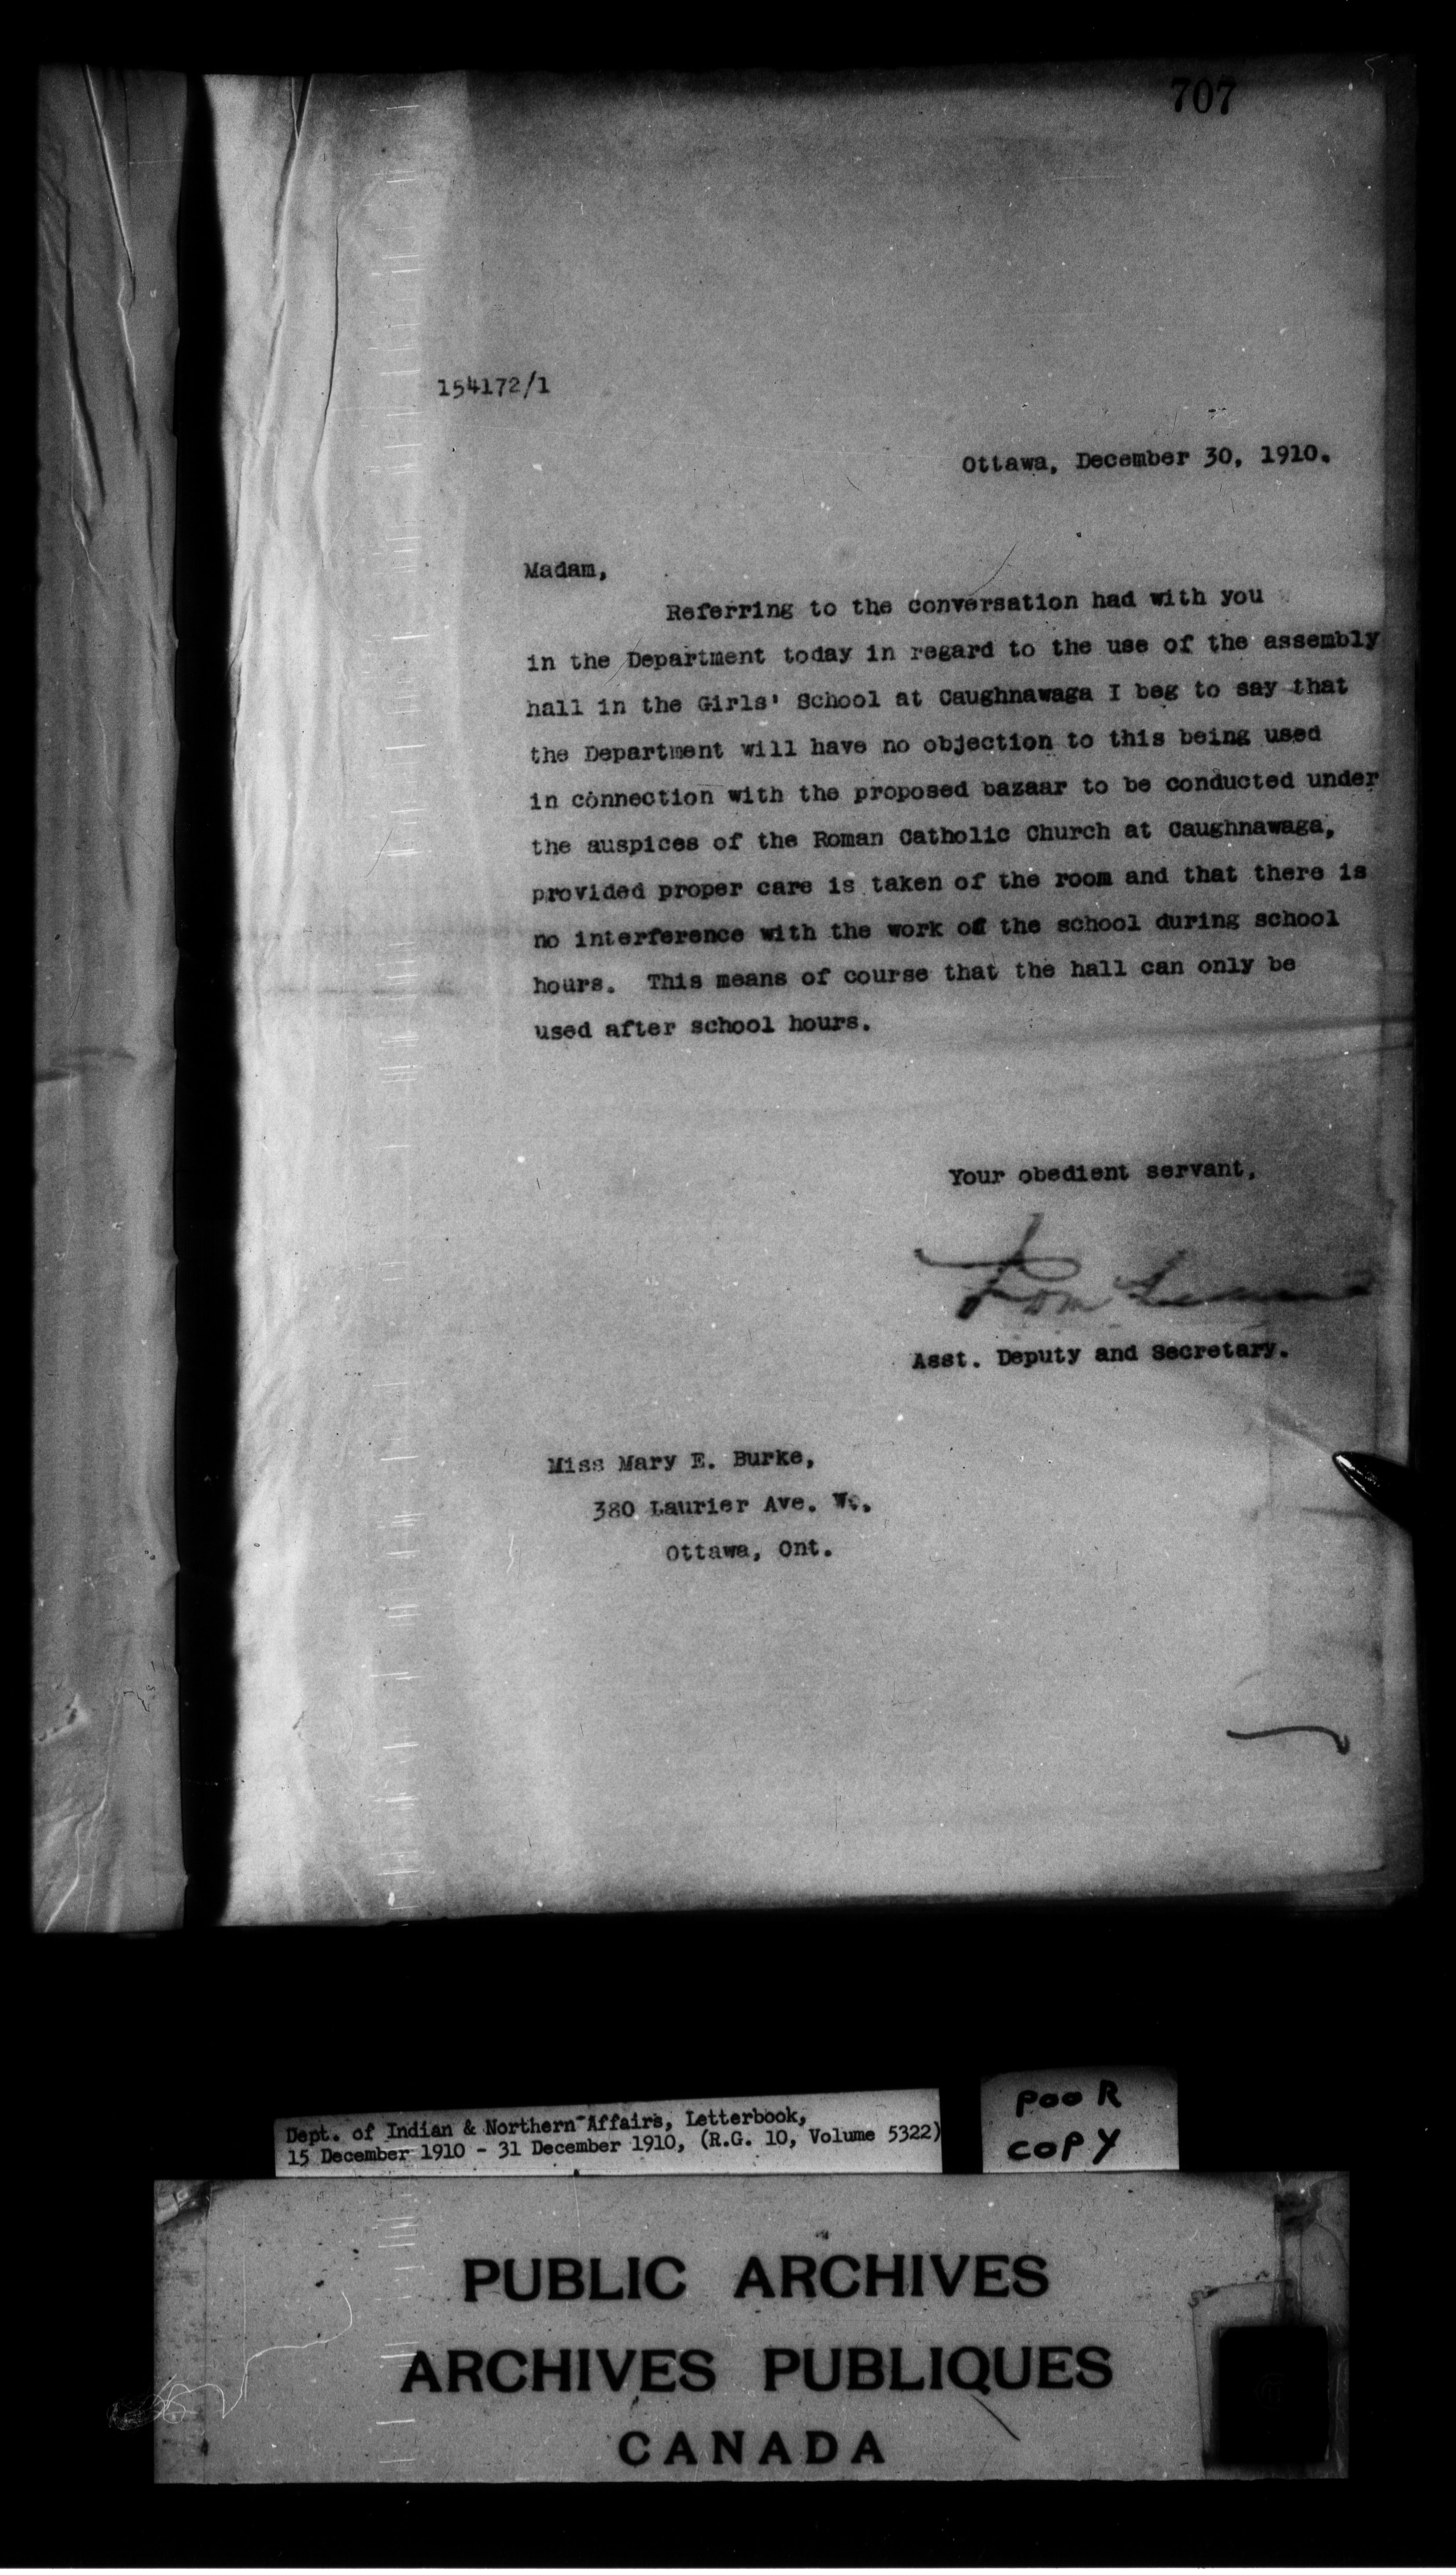 707
154172/1
Ottawa, December 30, 1910.
Madam,
Referring to the conversation had with you
in the Department today in regard to the use of the assembly
hall in the Girls' School at Caughnawaga I beg to say that
the Department will have no objection to this being used
in connection with the proposed bazaar to be conducted under
the auspices of the Roman Catholic Church at Caughnawaga,
provided proper care is taken of the room and that there is
no interference with the work of the school during school
hours. This means of course that the hall can only be
used after school hours.
Your obedient servant,
Asst. Deputy and Secretary.
Miss Mary E. Burke,
380 Laurier Ave. W.,
Ottawa, Ont.
Dept. of Indian & Northern Affairs, Letterbook,
15 December 1910 - 31 December 1910, (R.G. 10, Volume 5322)
POOR
COPY
PUBLIC ARCHIVES
ARCHIVES PUBLIQUES
CANADA